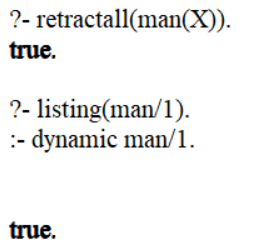 ?- retractall(man(X)).
true.
?- listing(man/1).
:- dynamic man/1.
true.